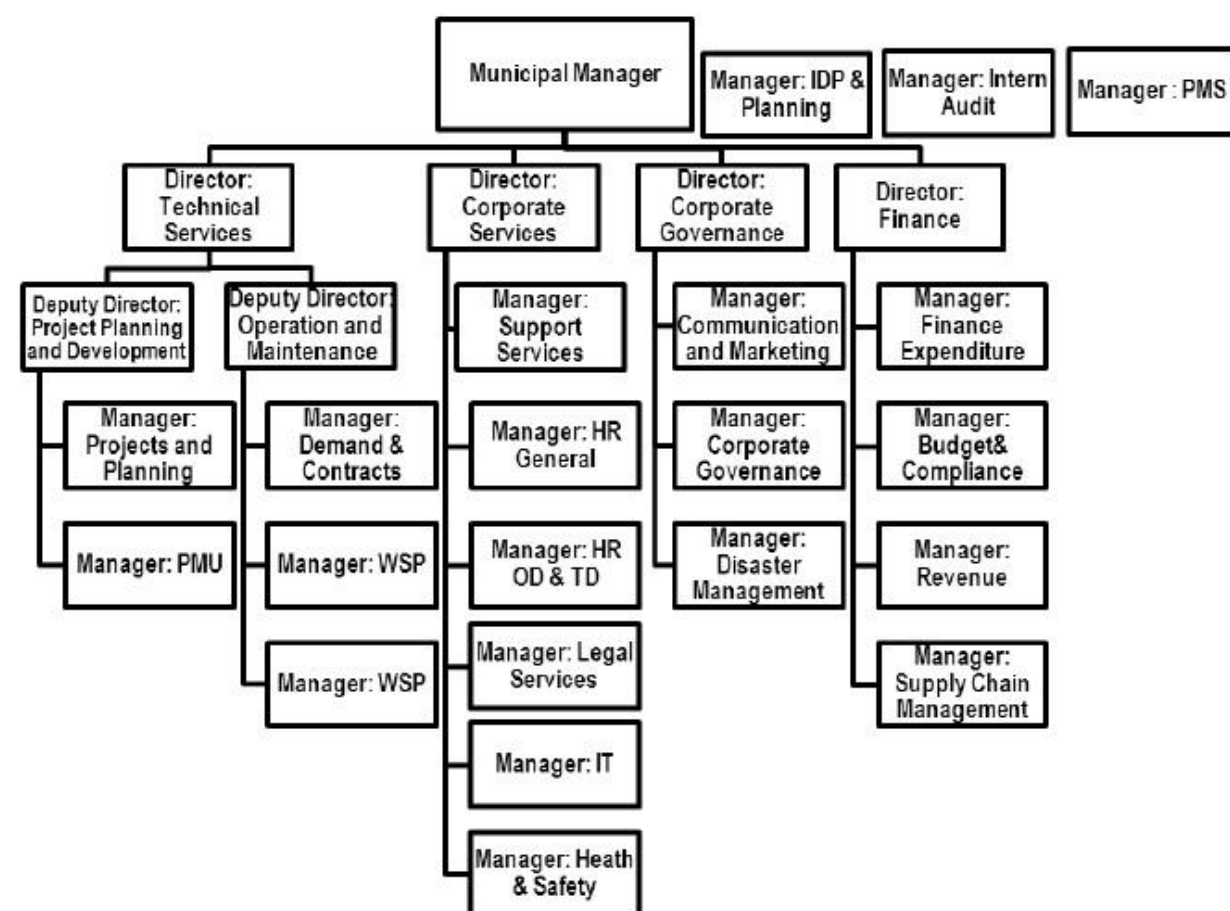 Municipal Manager
Manager: IDP &
Planning
Manager: Intern
Audit
Manager : PMS
Director:
Technical
Services
Director:
Corporate
Services
Director:
Corporate
Governance
Director:
Finance
Deputy Director:
Project Planning
and Development
Deputy Director:
Operation and
Maintenance
Manager:
Support
Services
Manager:
Communication
and Marketing
Manager:
Finance
Expenditure
Manager:
Projects and
Planning
Manager:
Demand &
Contracts
Manager: HR
General
Manager:
Corporate
Governance
Manager:
Budget&
Compliance
Manager: PMU
Manager: WSP
Manager: HR
OD & TD
Manager:
Disaster
Management
Manager:
Revenue
Manager: WSP
Manager: Legal
Services
Manager:
Supply Chain
Management
Manager: IT
Manager: Heath
& Safety